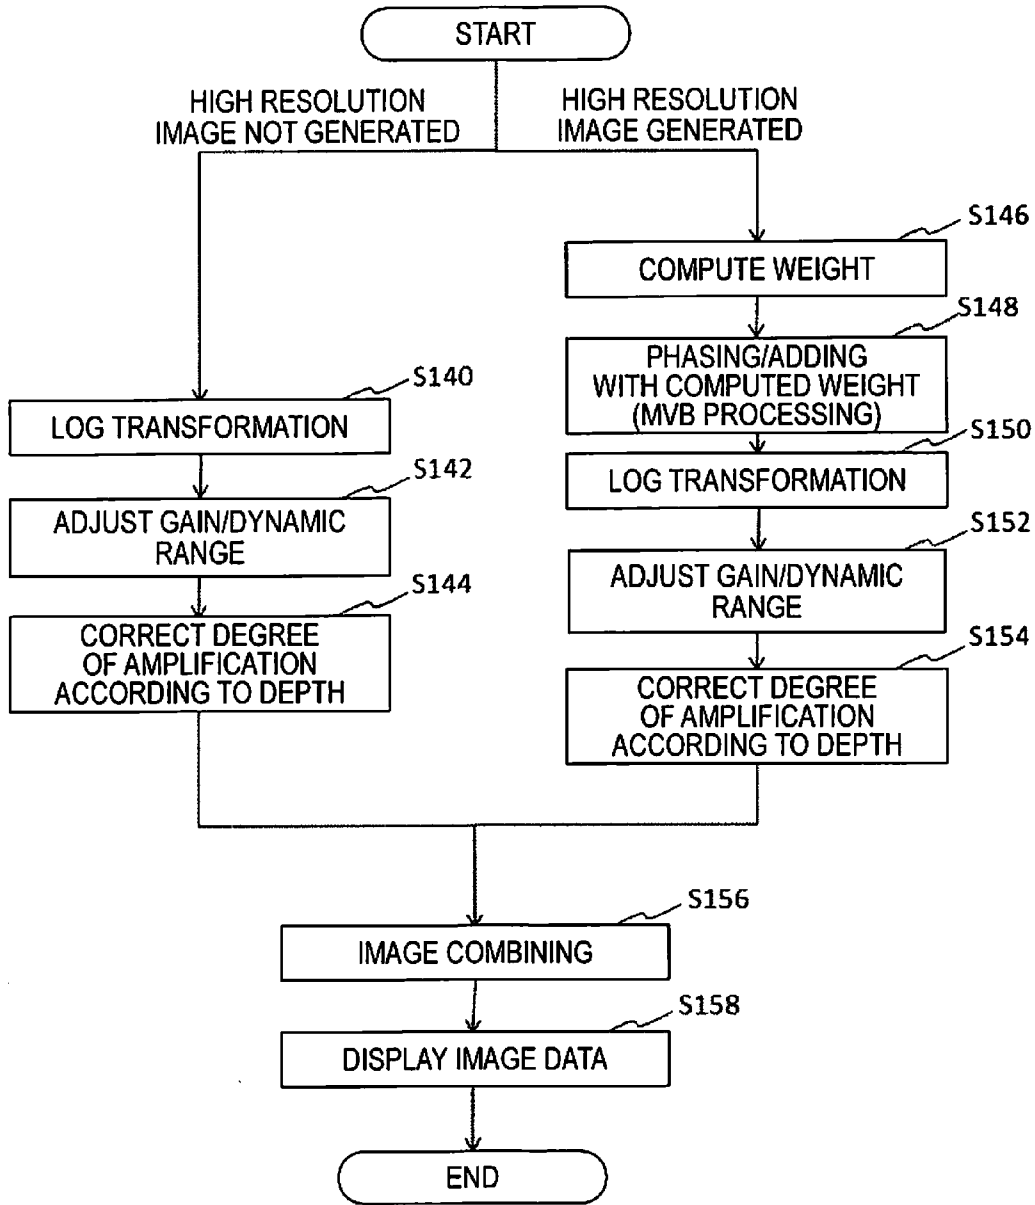 START
HIGH RESOLUTION
IMAGE NOT GENERATED
HIGH RESOLUTION
IMAGE GENERATED
S146
COMPUTE WEIGHT
S148
PHASING/ADDING
WITH COMPUTED WEIGHT
(MVB PROCESSING)
S140
LOG TRANSFORMATION
S150
LOG TRANSFORMATION
S142
ADJUST GAIN/DYNAMIC
RANGE
S152
ADJUST GAIN/DYNAMIC
RANGE
S144
CORRECT DEGREE
OF AMPLIFICATION
ACCORDING TO DEPTH
S154
CORRECT DEGREE
OF AMPLIFICATION
ACCORDING TO DEPTH
S156
IMAGE COMBINING
S158
DISPLAY IMAGE DATA
END